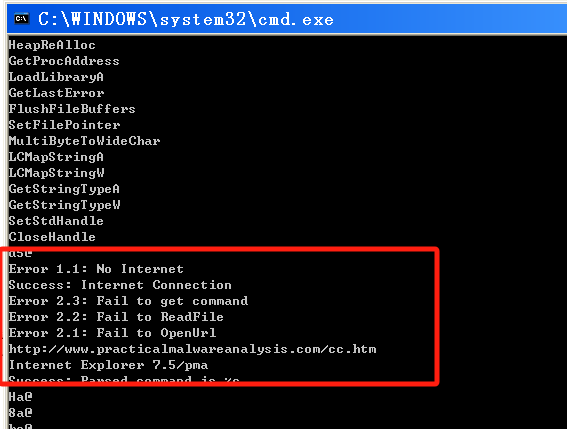 C:\WINDOWS\system32\cmd.exe
HeapReAlloc
GetProcAddress
LoadLibraryA
GetLastError
FlushFileBuffers
SetFilePointer
MultiByteToWideChar
LCMapStringA
LCMapStringW
GetStringTypeA
GetStringTypeW
SetStdHandle
CloseHandle
Error 1.1: No Internet
Success: Internet Connection
Error 2.3: Fail to get command
Error 2.2: Fail to ReadFile
Error 2.1: Fail to OpenUrl
http://www.practicalmalwareanalysis.com/cc.htm
Internet Explorer 7.5/pma
Success: Parsed command is %c
Ha@
8a@